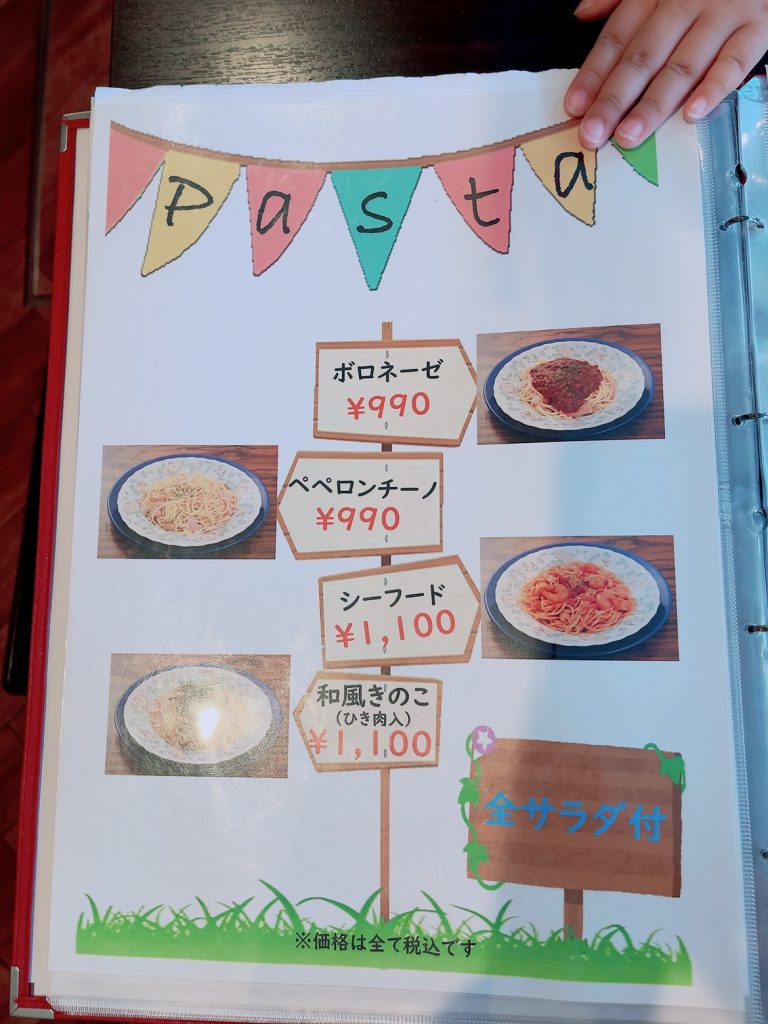 Pasta
ボロネーゼ
¥990
ペペロンチーノ
¥990
シーフード
¥1,100
和風きのこ
(ひき肉入)
¥1,100
全サラダ付
※価格は全て税込です